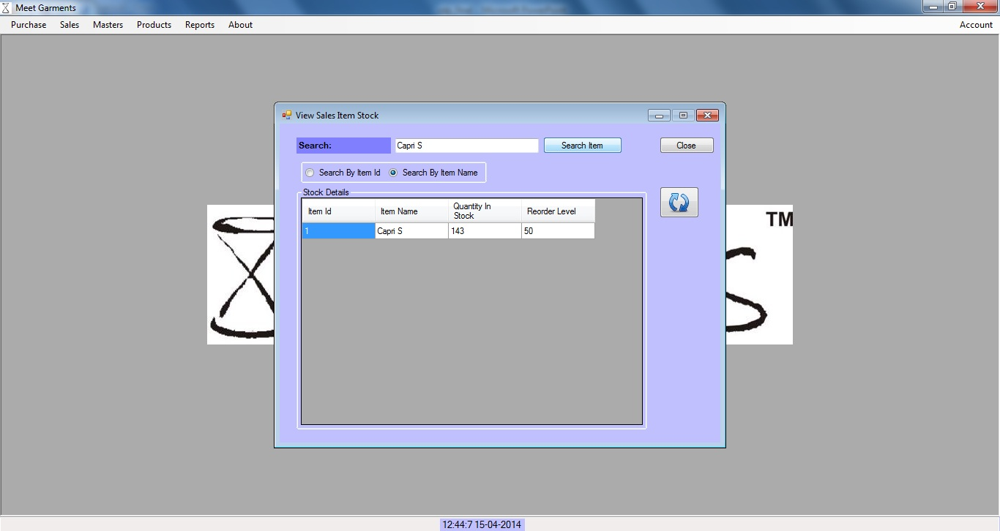 Meet Garments
Purchase Sales Masters Products Reports About Account
View Sales Item Stock
Search: Capri S Search Item Close
Search By Item Id Search By Item Name
Stock Details
Item Id Item Name Quantity In Stock Reorder Level
1 Capri S 143 50
TM
S
12:44:7 15-04-2014